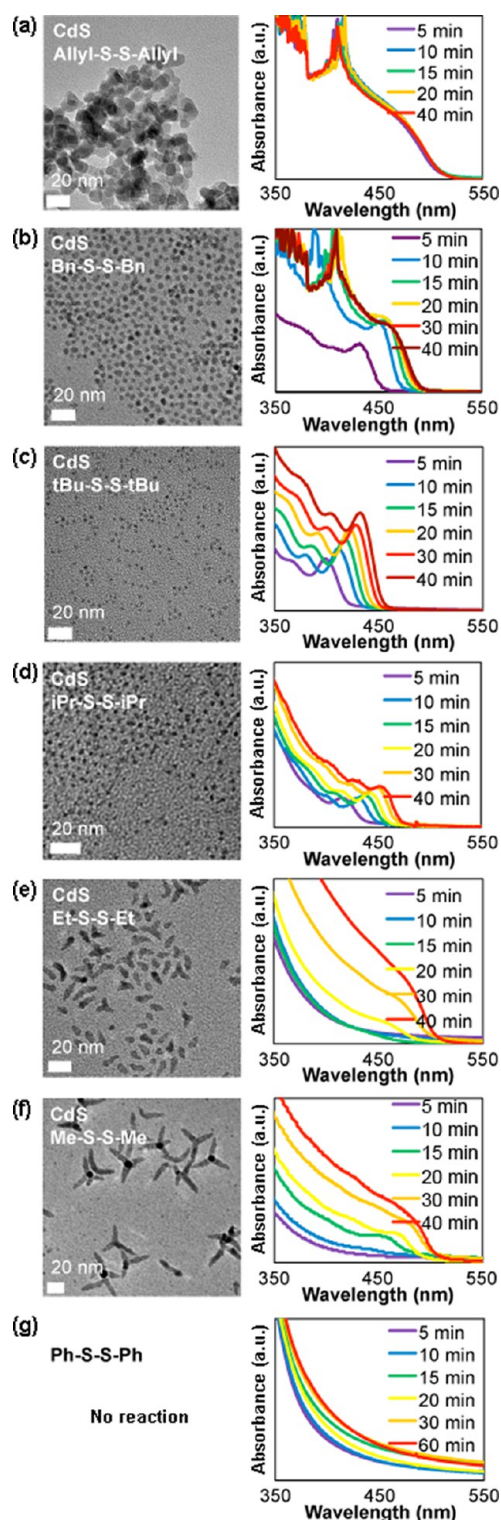 (a)
CdS
Allyl-S-S-Allyl
20 nm
Absorbance (a.u.)
5 min
10 min
15 min
20 min
40 min
350 450 550
Wavelength (nm)
(b)
CdS
Bn-S-S-Bn
20 nm
Absorbance (a.u.)
5 min
10 min
15 min
20 min
30 min
40 min
350 450 550
Wavelength (nm)
(c)
CdS
tBu-S-S-tBu
20 nm
Absorbance (a.u.)
5 min
10 min
15 min
20 min
30 min
40 min
350 450 550
Wavelength (nm)
(d)
CdS
iPr-S-S-iPr
20 nm
Absorbance (a.u.)
5 min
10 min
15 min
20 min
30 min
40 min
350 450 550
Wavelength (nm)
(e)
CdS
Et-S-S-Et
20 nm
Absorbance (a.u.)
5 min
10 min
15 min
20 min
30 min
40 min
350 450 550
Wavelength (nm)
(f)
CdS
Me-S-S-Me
20 nm
Absorbance (a.u.)
5 min
10 min
15 min
20 min
30 min
40 min
350 450 550
Wavelength (nm)
(g)
Ph-S-S-Ph
No reaction
Absorbance (a.u.)
5 min
10 min
15 min
20 min
30 min
60 min
350 450 550
Wavelength (nm)